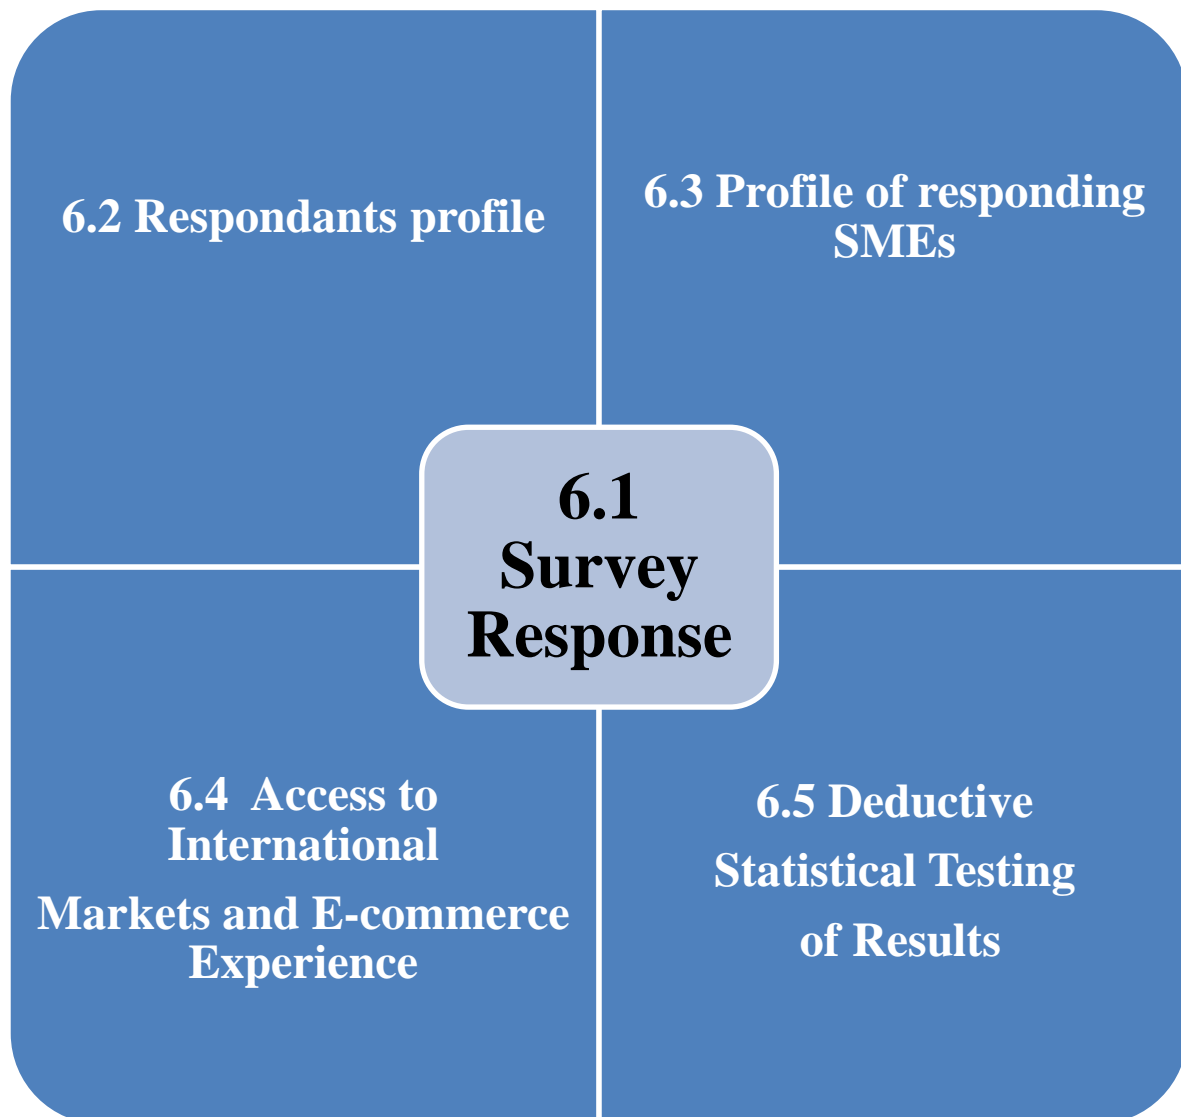 6.2 Respondants profile
6.3 Profile of responding
SMEs
6.1
Survey
Response
6.4  Access to
International
Markets and E-commerce
Experience
6.5 Deductive
Statistical Testing
of Results